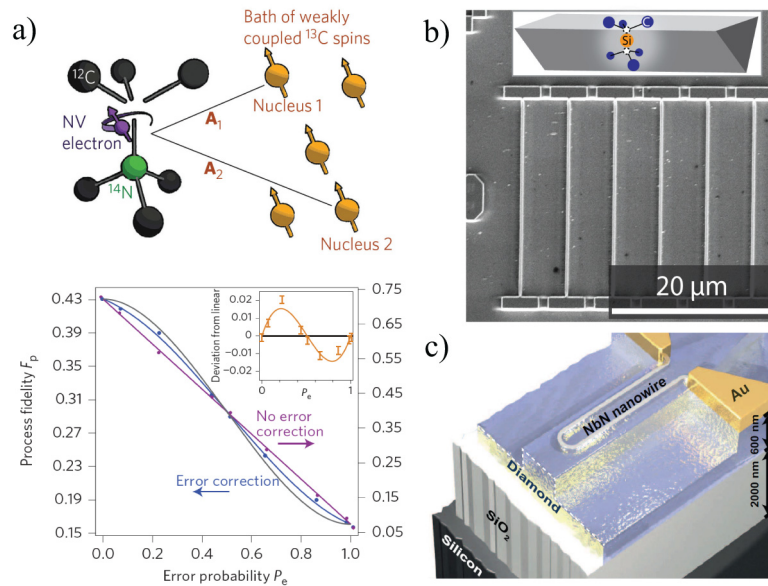 a)
Bath of weakly
coupled ¹³C spins
¹²C
Nucleus 1
NV
electron
A₁
A₂
¹⁴N
Nucleus 2
0.43
0.39
0.35
0.31
0.27
0.23
0.19
0.15
Process fidelity Fₚ
0.75
0.65
0.55
0.45
0.35
0.25
0.15
0.05
0.02
0.01
0.00
−0.01
−0.02
Deviation from linear
0
1
Pₑ
No error
correction
Error correction
0.0
0.2
0.4
0.6
0.8
1.0
Error probability Pₑ
b)
Si
C
20 μm
c)
Au
NbN nanowire
Diamond
SiO₂
Silicon
600 nm
2000 nm